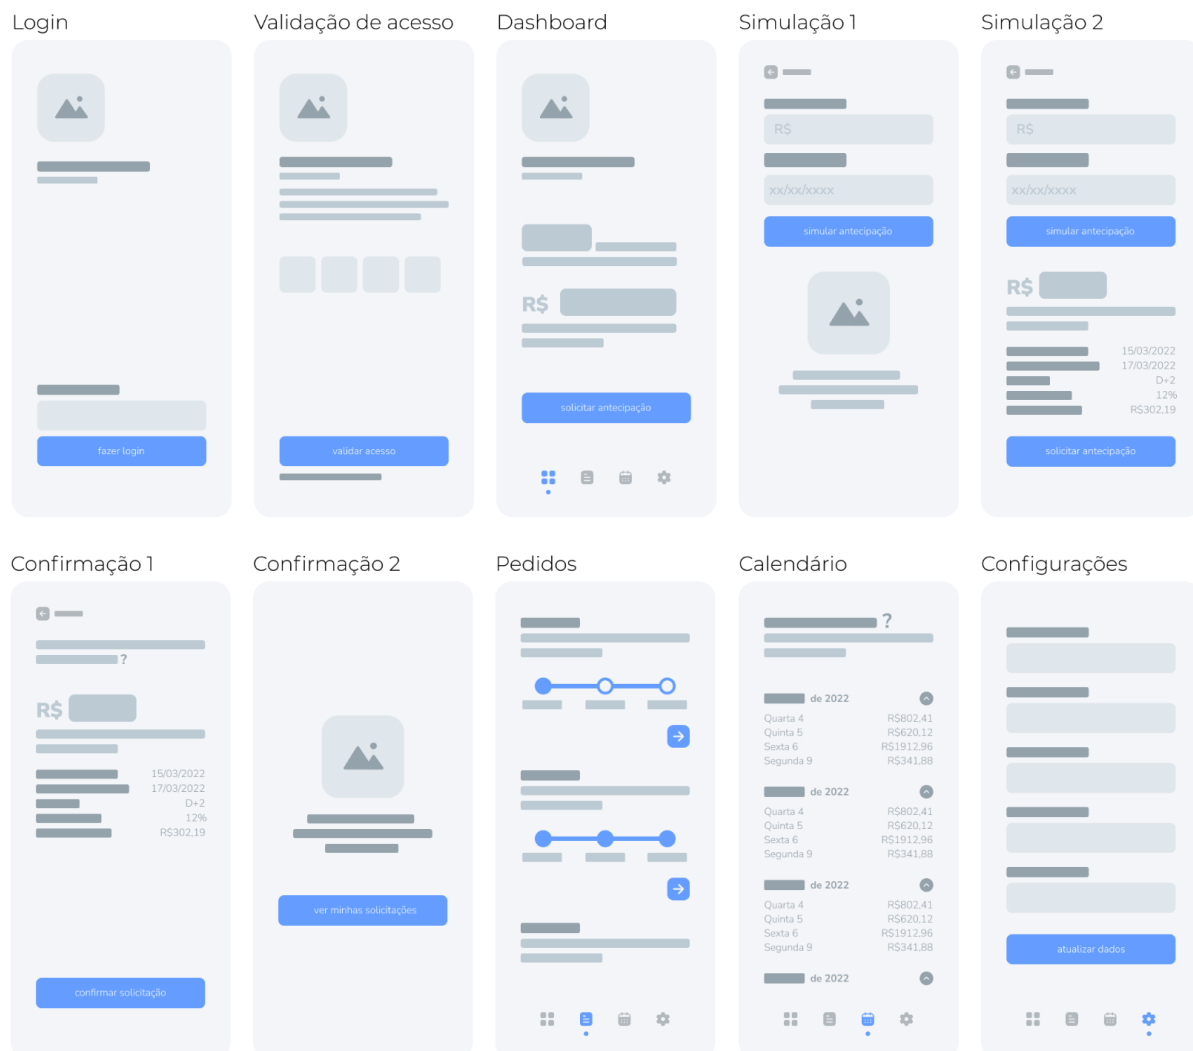 Login
fazer login
Validação de acesso
validar acesso
Dashboard
R$
solicitar antecipação
Simulação 1
R$
xx/xx/xxxx
simular antecipação
Simulação 2
R$
xx/xx/xxxx
simular antecipação
R$
15/03/2022
17/03/2022
D+2
12%
R$302,19
solicitar antecipação
Confirmação 1
?
R$
15/03/2022
17/03/2022
D+2
12%
R$302,19
confirmar solicitação
Confirmação 2
ver minhas solicitações
Pedidos
Calendário
?
de 2022
Quarta 4 R$802,41
Quinta 5 R$620,12
Sexta 6 R$1912,96
Segunda 9 R$341,88
de 2022
Quarta 4 R$802,41
Quinta 5 R$620,12
Sexta 6 R$1912,96
Segunda 9 R$341,88
de 2022
Quarta 4 R$802,41
Quinta 5 R$620,12
Sexta 6 R$1912,96
Segunda 9 R$341,88
de 2022
Configurações
atualizar dados